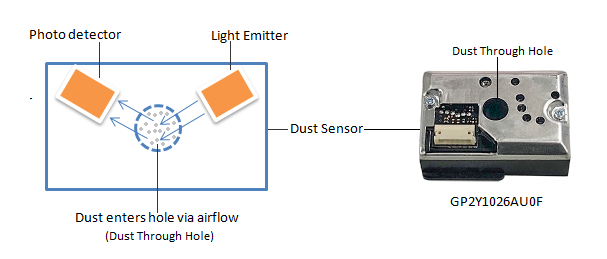 Photo detector
Light Emitter
Dust Through Hole
Dust Sensor
Dust enters hole via airflow
(Dust Through Hole)
GP2Y1026AU0F